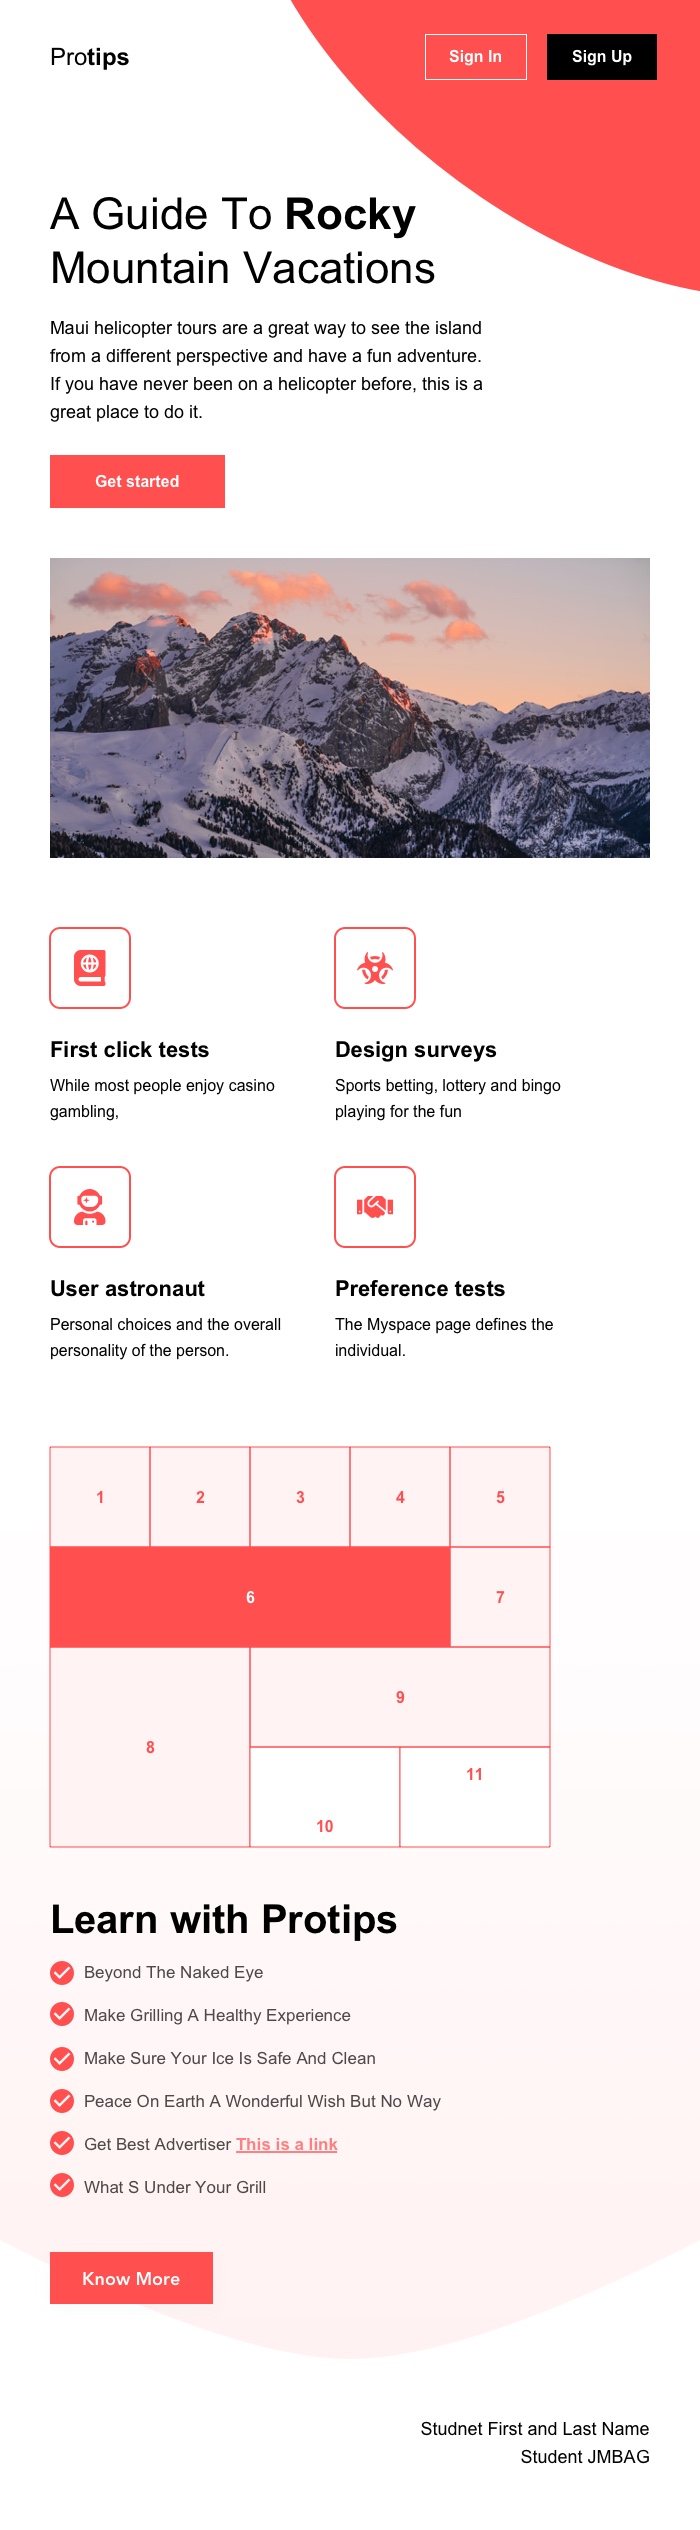 Protips
Sign In
Sign Up
A Guide To Rocky
Mountain Vacations
Maui helicopter tours are a great way to see the island
from a different perspective and have a fun adventure.
If you have never been on a helicopter before, this is a
great place to do it.
Get started
First click tests
While most people enjoy casino
gambling,
Design surveys
Sports betting, lottery and bingo
playing for the fun
User astronaut
Personal choices and the overall
personality of the person.
Preference tests
The Myspace page defines the
individual.
1
2
3
4
5
6
7
8
9
10
11
Learn with Protips
Beyond The Naked Eye
Make Grilling A Healthy Experience
Make Sure Your Ice Is Safe And Clean
Peace On Earth A Wonderful Wish But No Way
Get Best Advertiser This is a link
What S Under Your Grill
Know More
Studnet First and Last Name
Student JMBAG